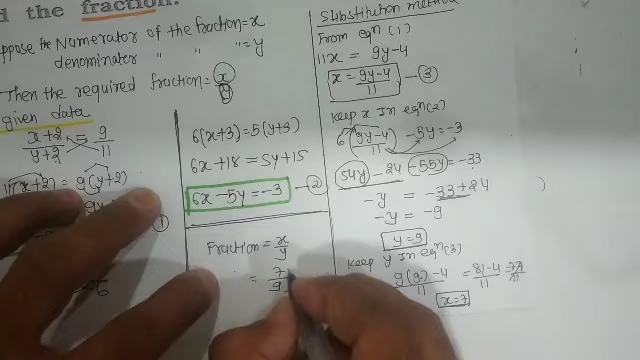 d the fraction.
ppose the Numerator of the fraction = x
denominator " " " = y
Then the required fraction = x/y
given data
x+2/y+2 = 9/11
11(x+2) = 9(y+2)
①
6(x+3) = 5(y+3)
6x+18 = 5y+15
6x-5y = -3 —②
Fraction = x/y
= 7/9
Substitution method
From eqn (1)
11x = 9y-4
x = 9y-4/11 —③
Keep x In eqn(2)
6(9y-4)/11 - 5y = -3
54y - 24 - 55y = -33
-y = -33+24
-y = -9
y=9
Keep y In eqn(3)
9(9)-4/11 = 81-4/11 77/11
x=7